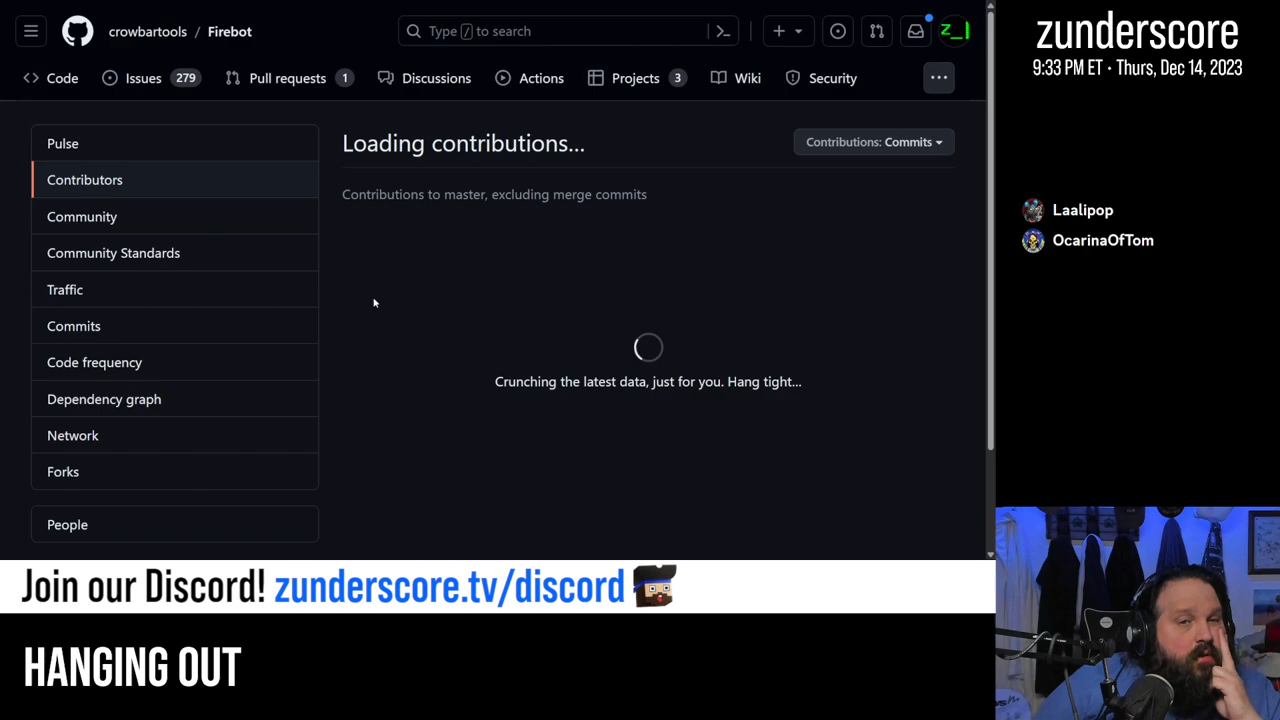 crowbartools / Firebot
Type / to search
Code
Issues 279
Pull requests 1
Discussions
Actions
Projects 3
Wiki
Security
Pulse
Contributors
Community
Community Standards
Traffic
Commits
Code frequency
Dependency graph
Network
Forks
People
Loading contributions...
Contributions: Commits
Contributions to master, excluding merge commits
Crunching the latest data, just for you. Hang tight...
zunderscore
9:33 PM ET • Thurs, Dec 14, 2023
Laalipop
OcarinaOfTom
Join our Discord! zunderscore.tv/discord
HANGING OUT